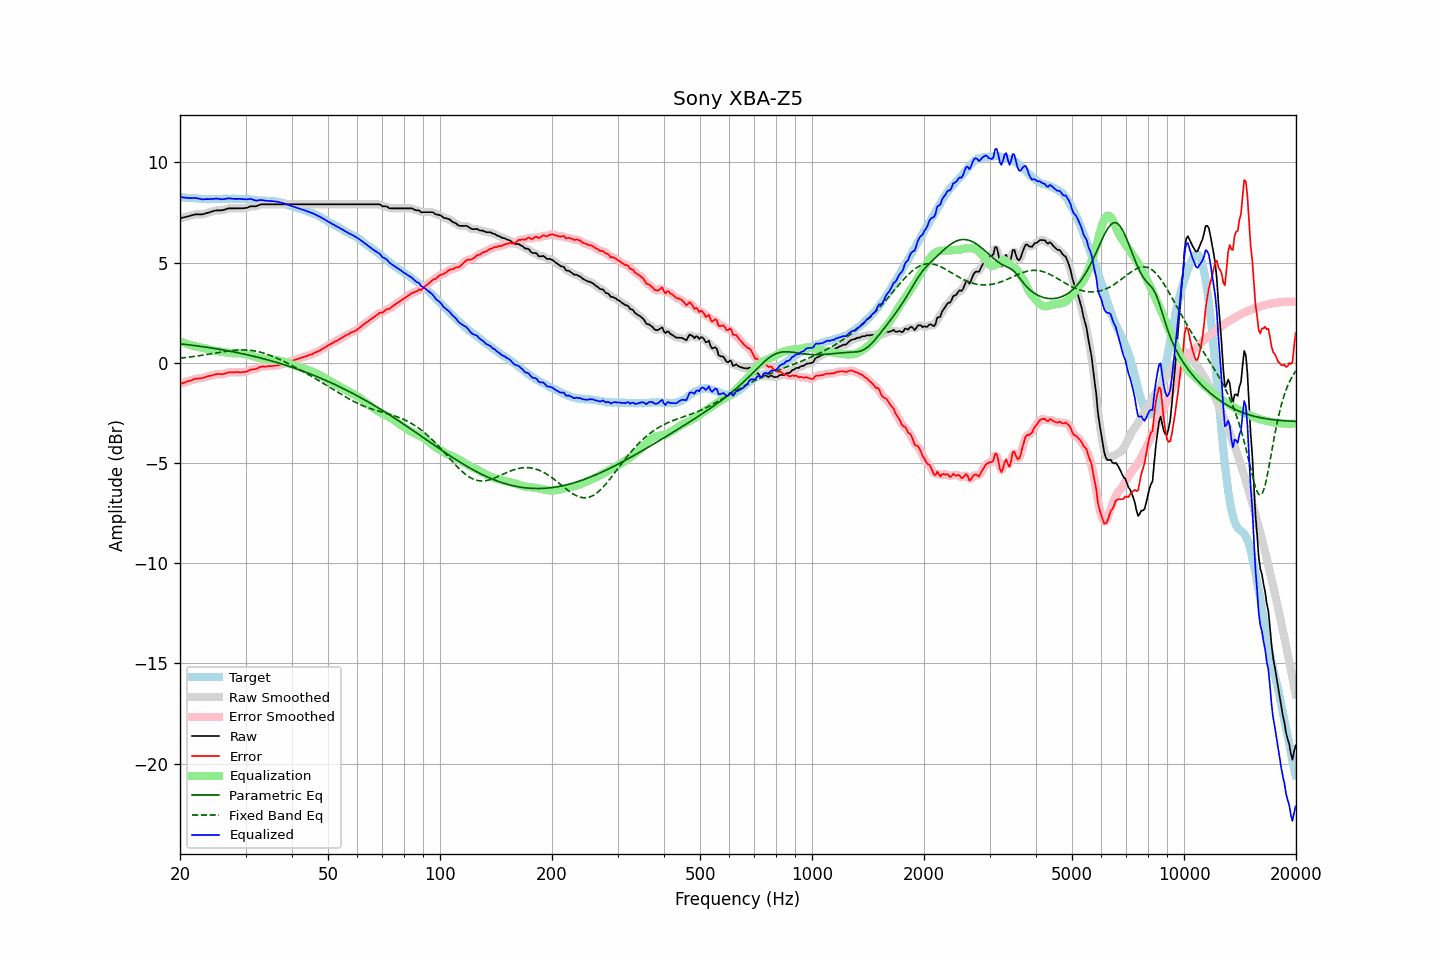 Sony XBA-Z5
Amplitude (dBr)
10
5
0
−5
−10
−15
−20
Target
Raw Smoothed
Error Smoothed
Raw
Error
Equalization
Parametric Eq
Fixed Band Eq
Equalized
20 50 100 200 500 1000 2000 5000 10000 20000
Frequency (Hz)